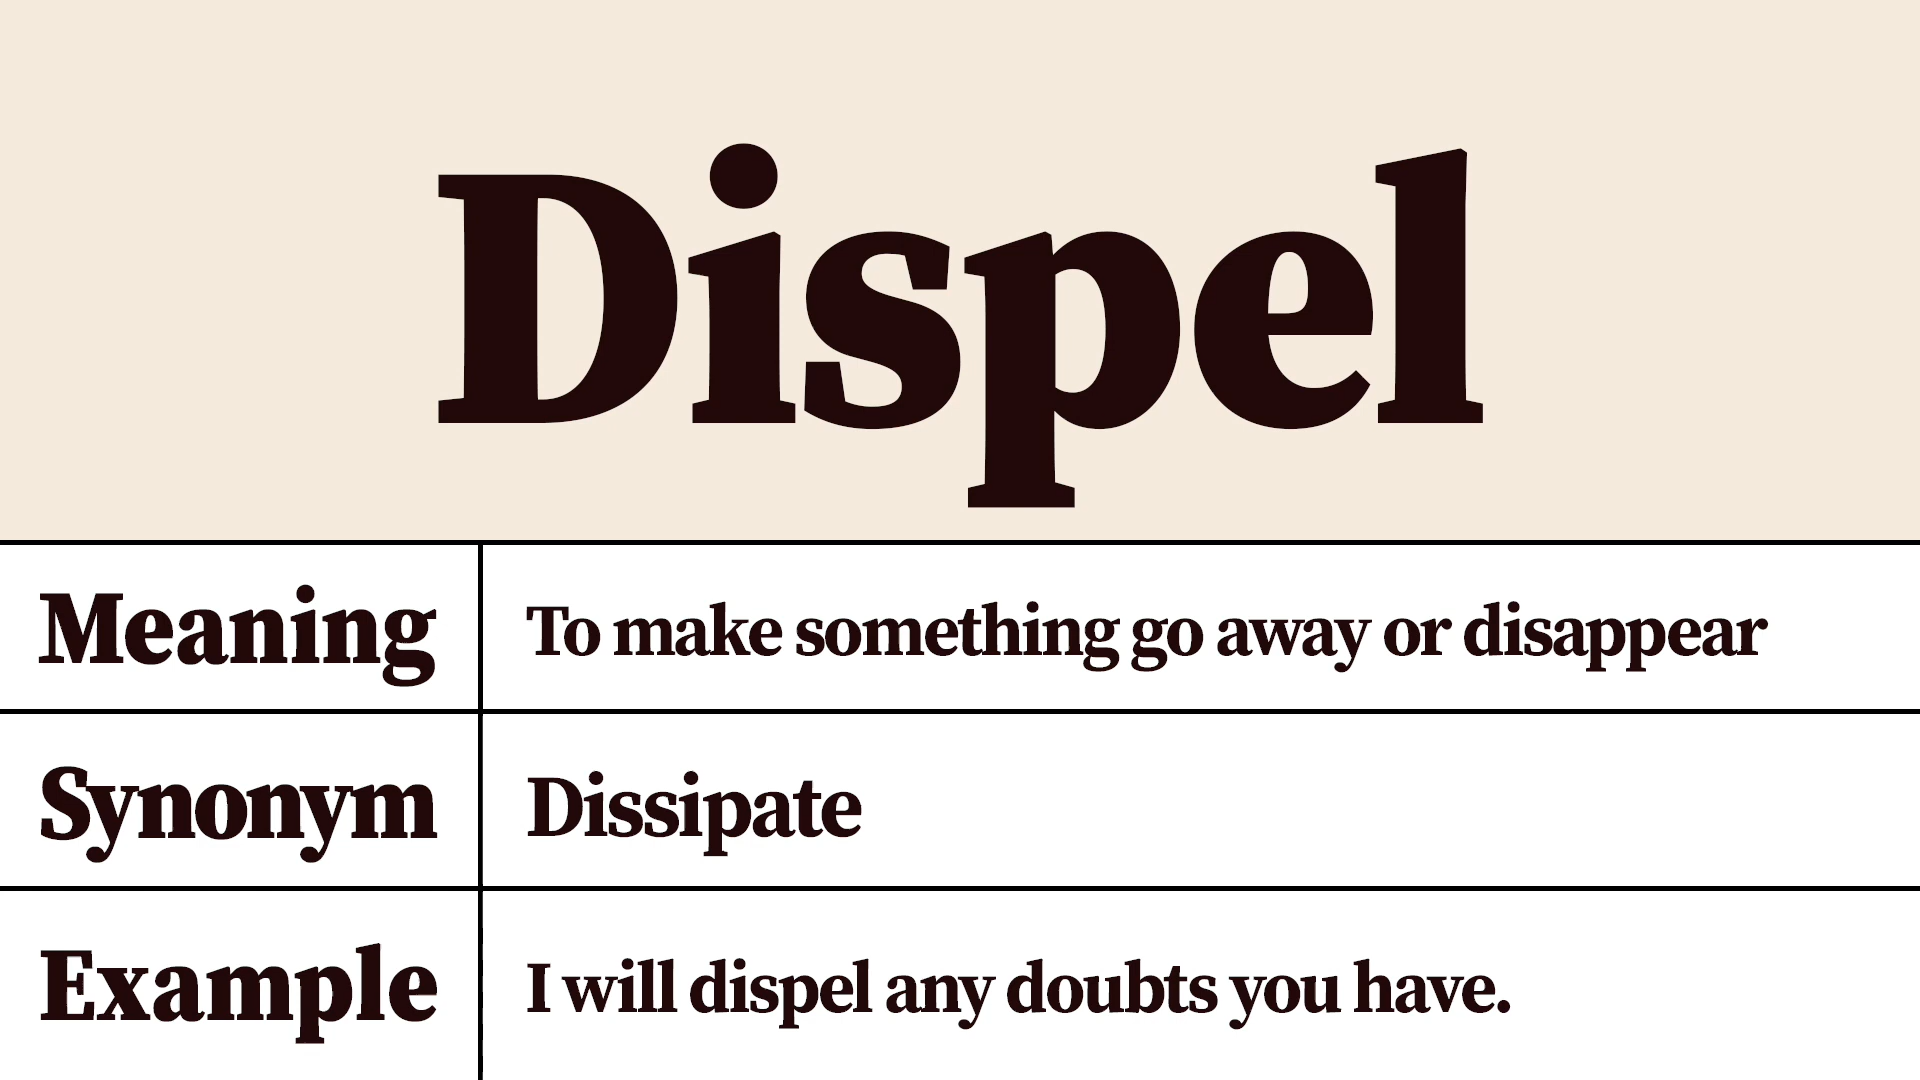 Dispel
Meaning To make something go away or disappear
Synonym Dissipate
Example I will dispel any doubts you have.